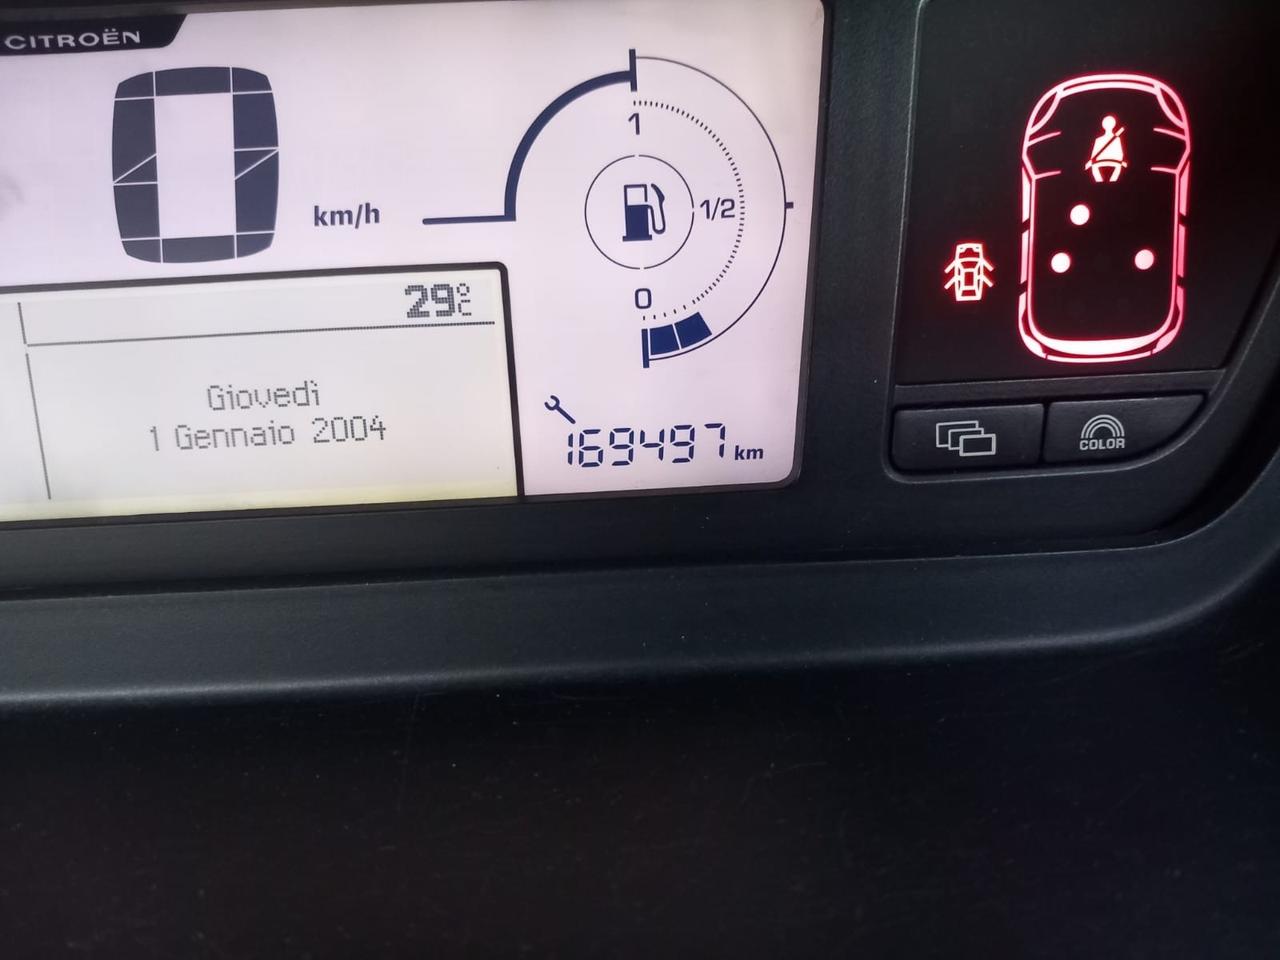 CITROËN
0
km/h
1
1/2
0
29°C
Giovedì
1 Gennaio 2004
169497 km
COLOR